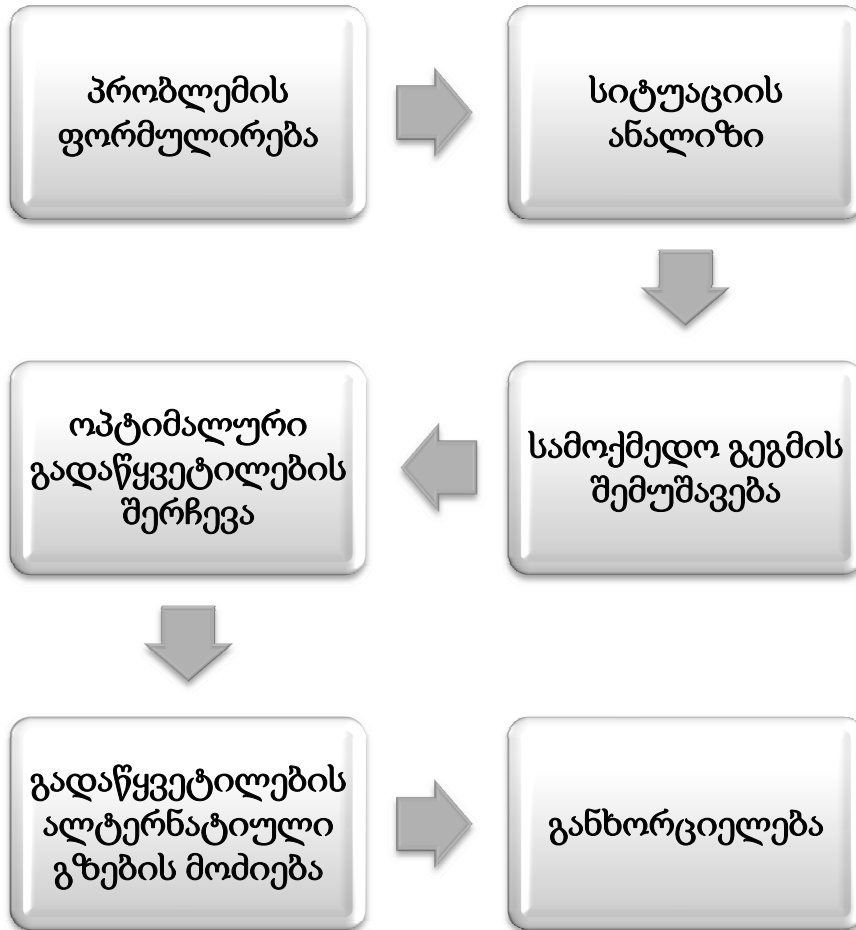 პრობლემის
ფორმულირება
სიტუაციის
ანალიზი
სამოქმედო გეგმის
შემუშავება
ოპტიმალური
გადაწყვეტილების
შერჩევა
გადაწყვეტილების
ალტერნატიული
გზების მოძიება
განხორციელება